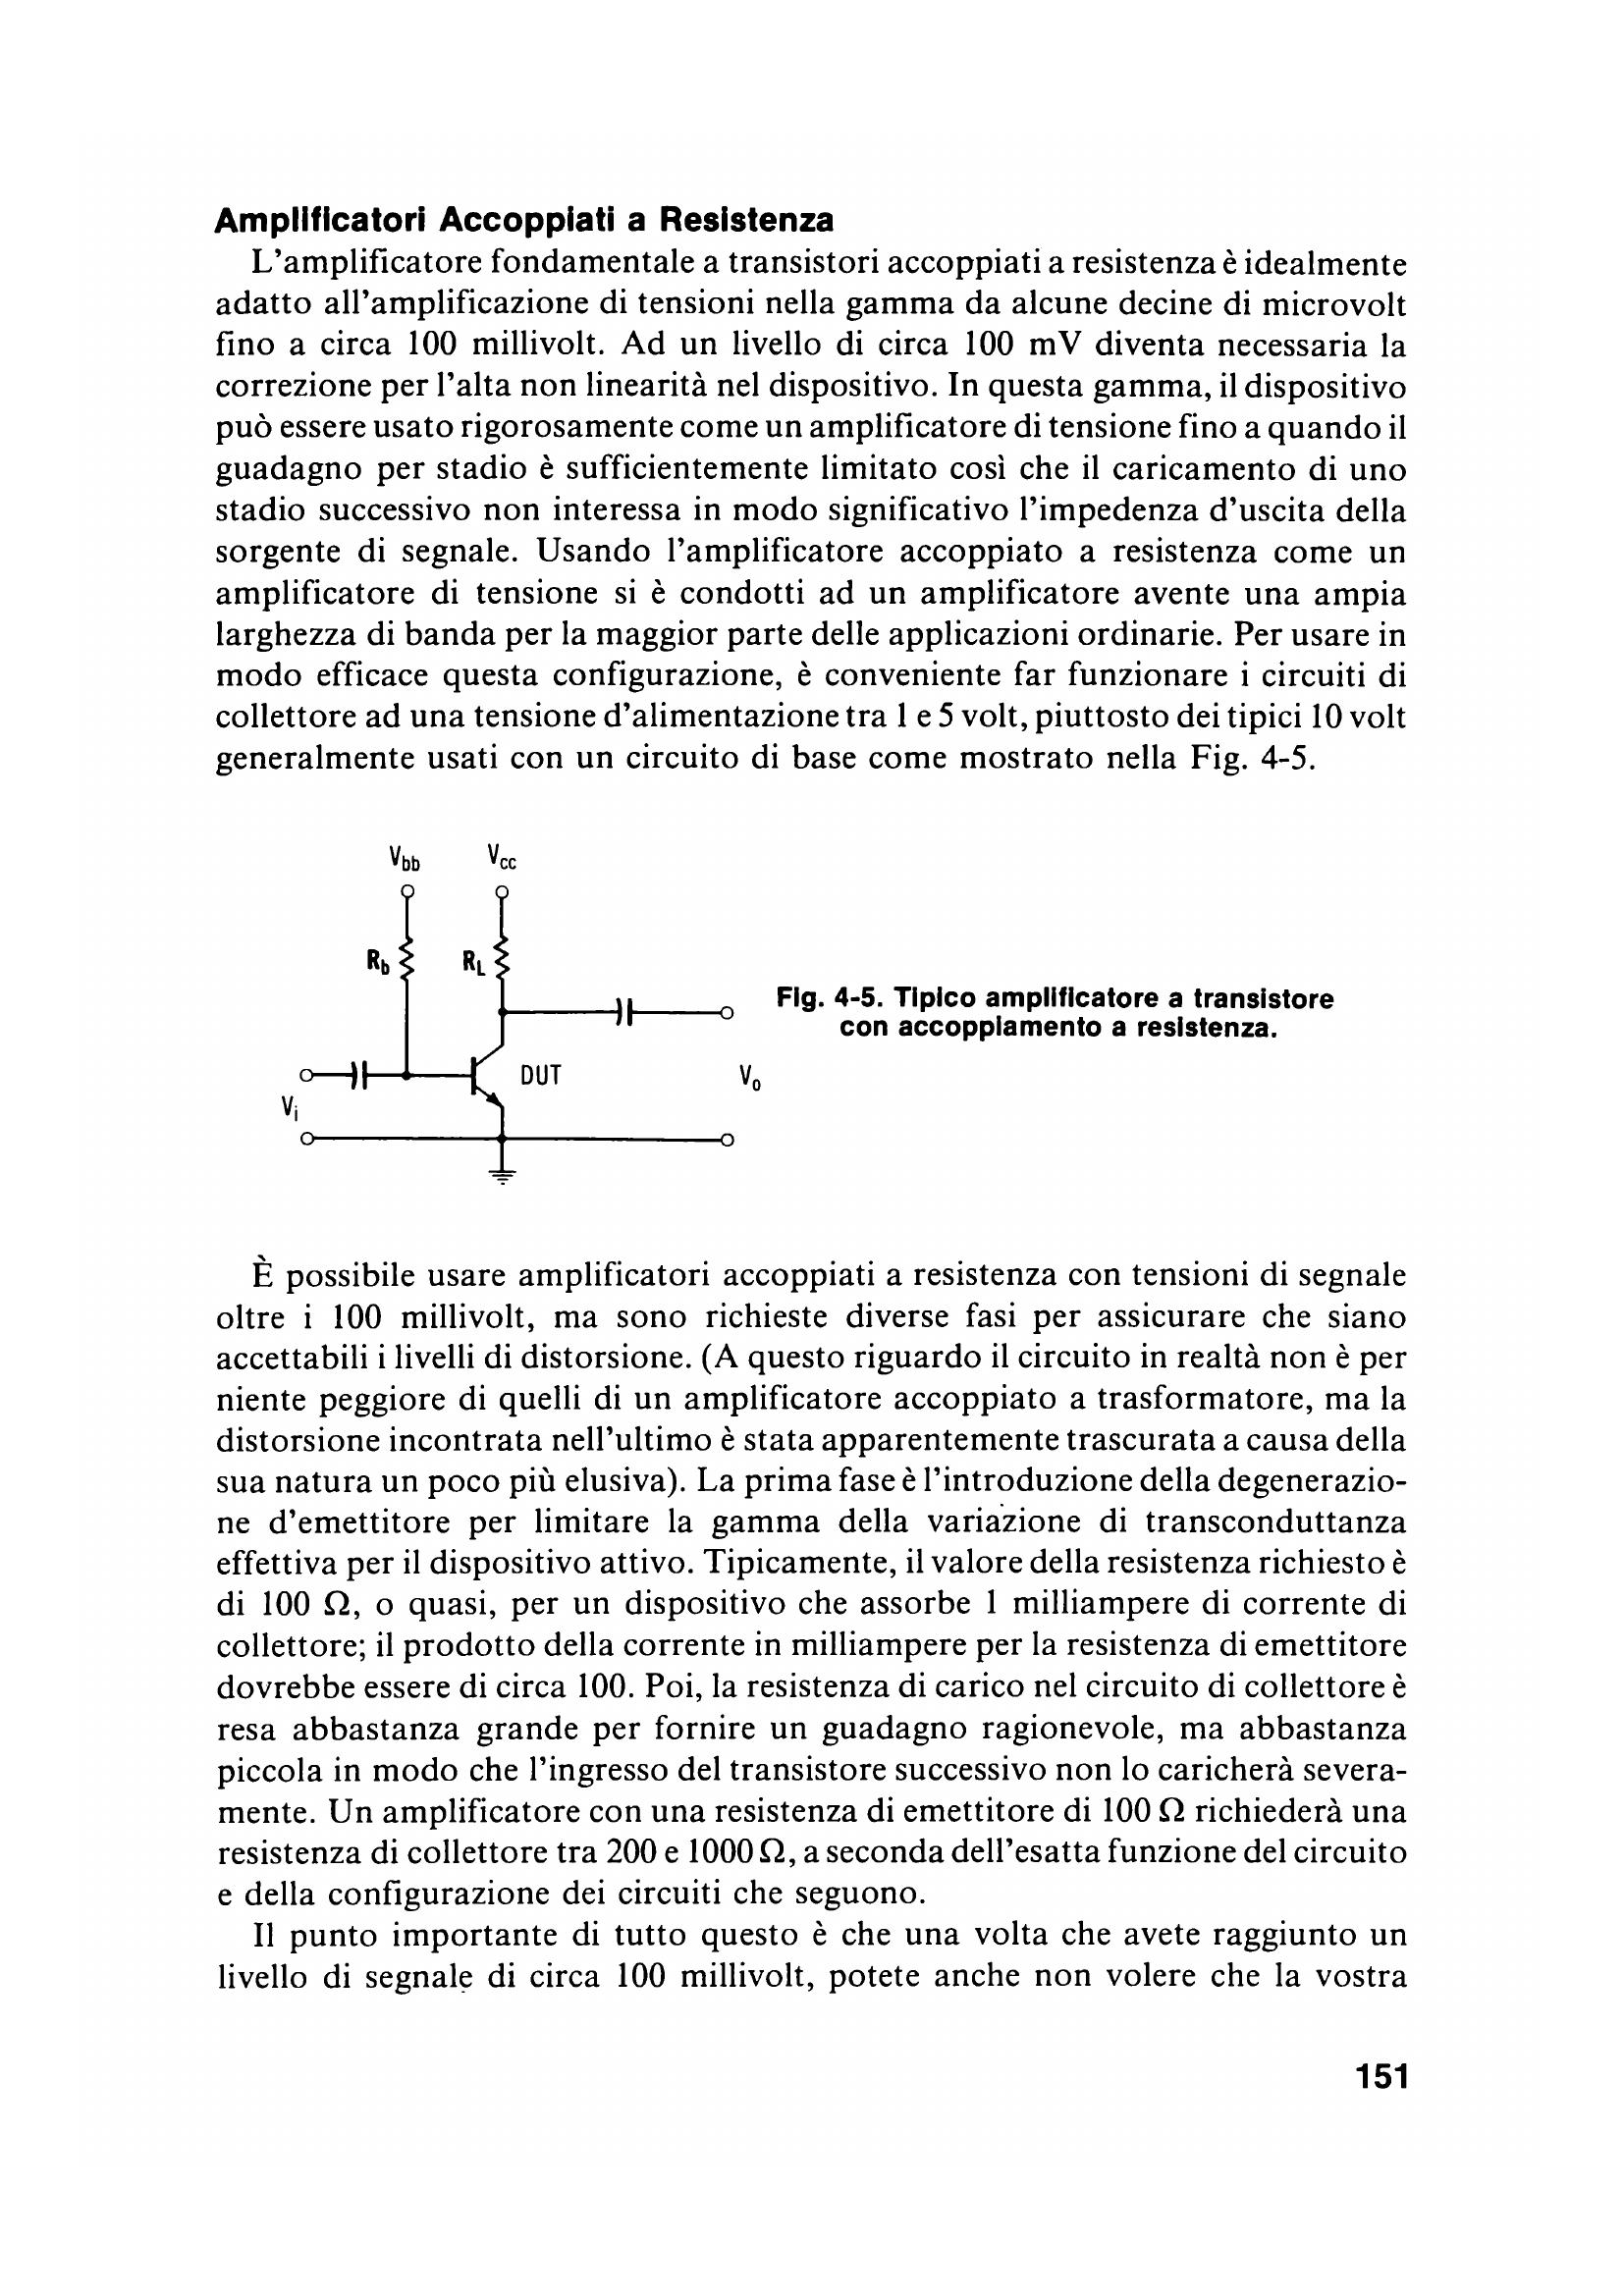 Amplificatori Accoppiati a Resistenza
L'amplificatore fondamentale a transistori accoppiati a resistenza è idealmente
adatto all'amplificazione di tensioni nella gamma da alcune decine di microvolt
fino a circa 100 millivolt. Ad un livello di circa 100 mV diventa necessaria la
correzione per l'alta non linearità nel dispositivo. In questa gamma, il dispositivo
può essere usato rigorosamente come un amplificatore di tensione fino a quando il
guadagno per stadio è sufficientemente limitato così che il caricamento di uno
stadio successivo non interessa in modo significativo l'impedenza d'uscita della
sorgente di segnale. Usando l'amplificatore accoppiato a resistenza come un
amplificatore di tensione si è condotti ad un amplificatore avente una ampia
larghezza di banda per la maggior parte delle applicazioni ordinarie. Per usare in
modo efficace questa configurazione, è conveniente far funzionare i circuiti di
collettore ad una tensione d'alimentazione tra 1 e 5 volt, piuttosto dei tipici 10 volt
generalmente usati con un circuito di base come mostrato nella Fig. 4-5.
Vbb Vcc
Rb RL
Fig. 4-5. Tipico amplificatore a transistore
con accoppiamento a resistenza.
DUT Vo
Vi
È possibile usare amplificatori accoppiati a resistenza con tensioni di segnale
oltre i 100 millivolt, ma sono richieste diverse fasi per assicurare che siano
accettabili i livelli di distorsione. (A questo riguardo il circuito in realtà non è per
niente peggiore di quelli di un amplificatore accoppiato a trasformatore, ma la
distorsione incontrata nell'ultimo è stata apparentemente trascurata a causa della
sua natura un poco più elusiva). La prima fase è l'introduzione della degenerazio-
ne d'emettitore per limitare la gamma della variazione di transconduttanza
effettiva per il dispositivo attivo. Tipicamente, il valore della resistenza richiesto è
di 100 Ω, o quasi, per un dispositivo che assorbe 1 milliampere di corrente di
collettore; il prodotto della corrente in milliampere per la resistenza di emettitore
dovrebbe essere di circa 100. Poi, la resistenza di carico nel circuito di collettore è
resa abbastanza grande per fornire un guadagno ragionevole, ma abbastanza
piccola in modo che l'ingresso del transistore successivo non lo caricherà severa-
mente. Un amplificatore con una resistenza di emettitore di 100 Ω richiederà una
resistenza di collettore tra 200 e 1000 Ω, a seconda dell'esatta funzione del circuito
e della configurazione dei circuiti che seguono.
Il punto importante di tutto questo è che una volta che avete raggiunto un
livello di segnale di circa 100 millivolt, potete anche non volere che la vostra
151